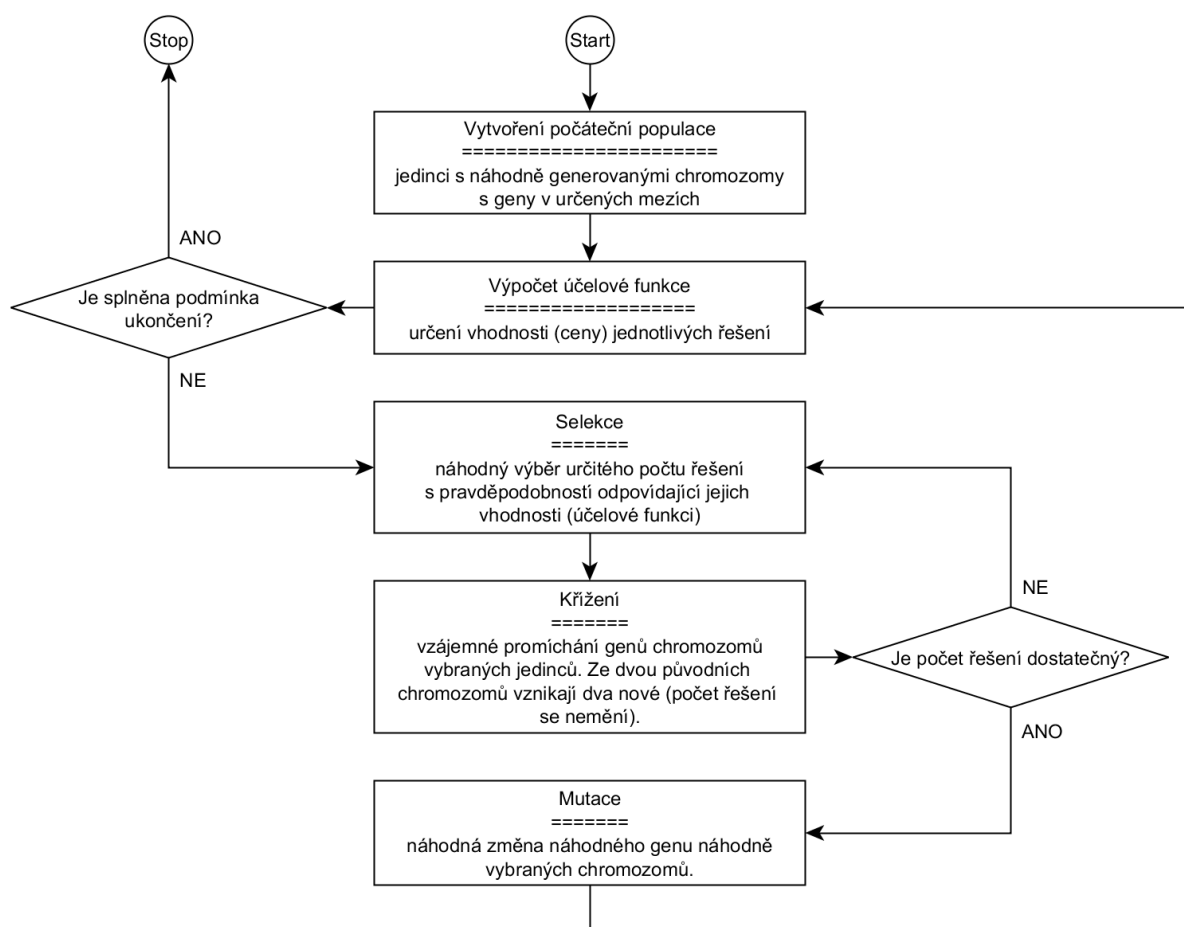 Stop
Start
Vytvoření počáteční populace
=======================
jedinci s náhodně generovanými chromozomy
s geny v určených mezích
ANO
Je splněna podmínka
ukončení?
NE
Výpočet účelové funkce
===================
určení vhodnosti (ceny) jednotlivých řešení
Selekce
=======
náhodný výběr určitého počtu řešení
s pravděpodobností odpovídající jejich
vhodnosti (účelové funkci)
Křížení
=======
vzájemné promíchání genů chromozomů
vybraných jedinců. Ze dvou původních
chromozomů vznikají dva nové (počet řešení
se nemění).
NE
Je počet řešení dostatečný?
ANO
Mutace
=======
náhodná změna náhodného genu náhodně
vybraných chromozomů.